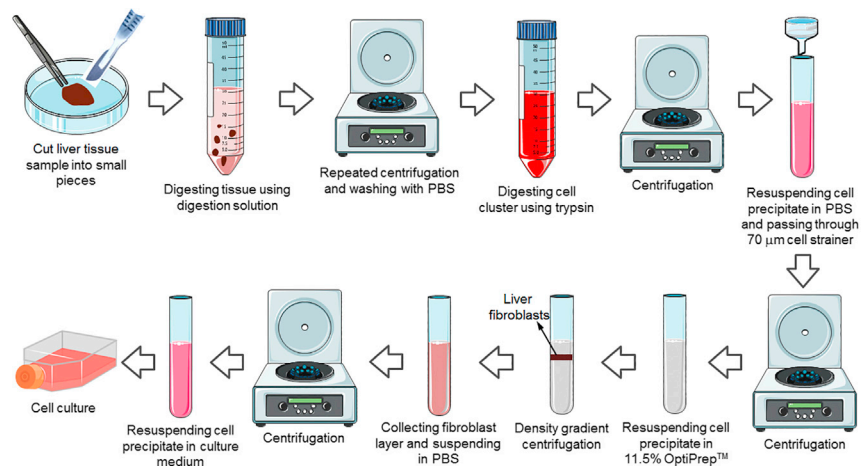 Cut liver tissue
sample into small
pieces
Digesting tissue using
digestion solution
Repeated centrifugation
and washing with PBS
Digesting cell
cluster using trypsin
Centrifugation
Resuspending cell
precipitate in PBS
and passing through
70 μm cell strainer
Liver
fibroblasts
Cell culture
Resuspending cell
precipitate in culture
medium
Centrifugation
Collecting fibroblast
layer and suspending
in PBS
Density gradient
centrifugation
Resuspending cell
precipitate in
11.5% OptiPrep™
Centrifugation